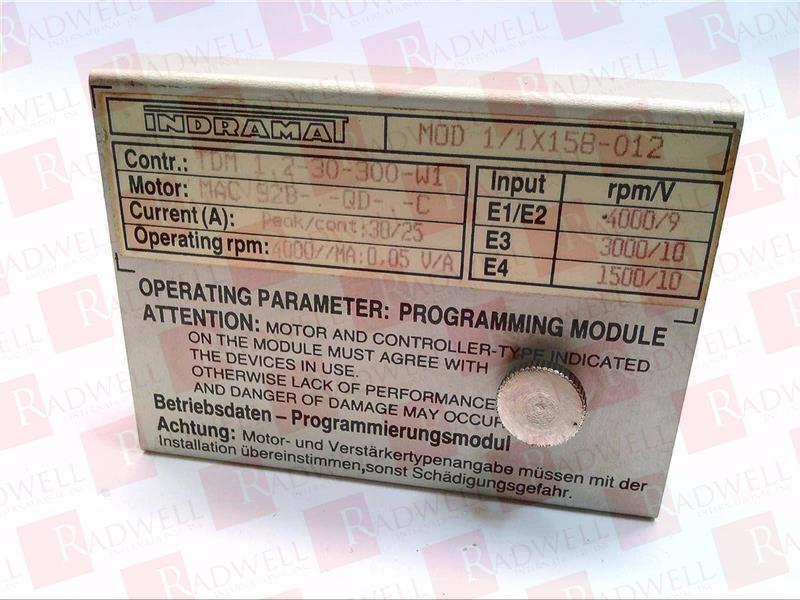 INDRAMAT
MOD 1/1X158-012
Contr.: TDM 1.2-30-300-W1
Motor: MAC 92B-.-QD-.-C
Current (A): Peak/cont:30/25
Operating rpm: 4000//MA:0,05 V/A
Input rpm/V
E1/E2 4000/9
E3 3000/10
E4 1500/10
OPERATING PARAMETER: PROGRAMMING MODULE
ATTENTION: MOTOR AND CONTROLLER-TYPE INDICATED
ON THE MODULE MUST AGREE WITH
THE DEVICES IN USE.
OTHERWISE LACK OF PERFORMANCE
AND DANGER OF DAMAGE MAY OCCUR
Betriebsdaten – Programmierungsmodul
Achtung: Motor- und Verstärkertypenangabe müssen mit der
Installation übereinstimmen,sonst Schädigungsgefahr.
RADWELL
INTERNATIONAL, INC.